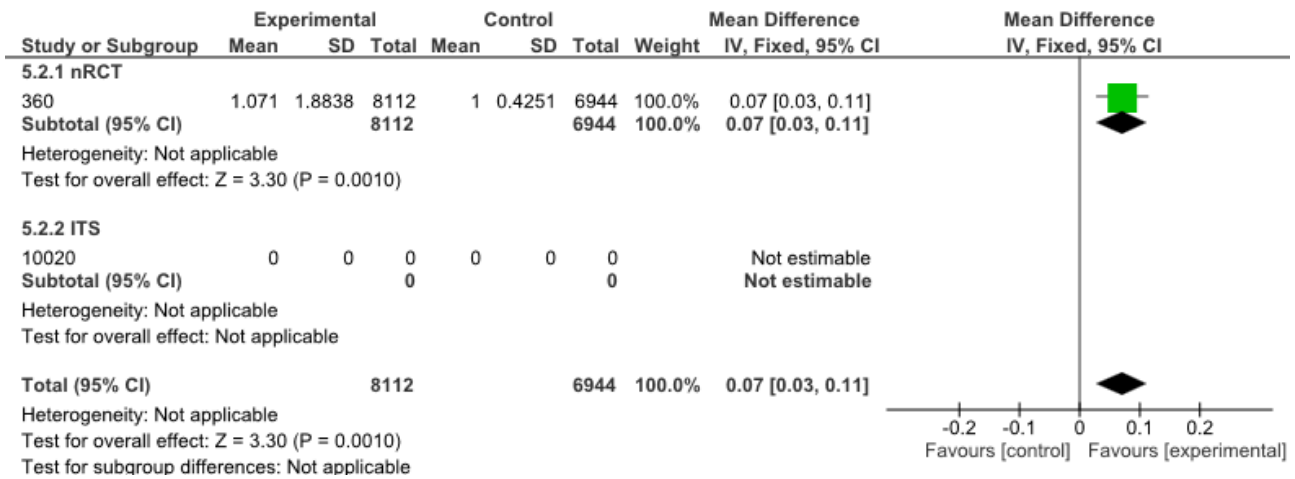 Experimental Control Mean Difference Mean Difference
Study or Subgroup Mean SD Total Mean SD Total Weight IV, Fixed, 95% CI IV, Fixed, 95% CI
5.2.1 nRCT
360 1.071 1.8838 8112 1 0.4251 6944 100.0% 0.07 [0.03, 0.11]
Subtotal (95% CI) 8112 6944 100.0% 0.07 [0.03, 0.11]
Heterogeneity: Not applicable
Test for overall effect: Z = 3.30 (P = 0.0010)
5.2.2 ITS
10020 0 0 0 0 0 0 Not estimable
Subtotal (95% CI) 0 0 Not estimable
Heterogeneity: Not applicable
Test for overall effect: Not applicable
Total (95% CI) 8112 6944 100.0% 0.07 [0.03, 0.11]
Heterogeneity: Not applicable
Test for overall effect: Z = 3.30 (P = 0.0010)
Test for subgroup differences: Not applicable
-0.2 -0.1 0 0.1 0.2
Favours [control] Favours [experimental]